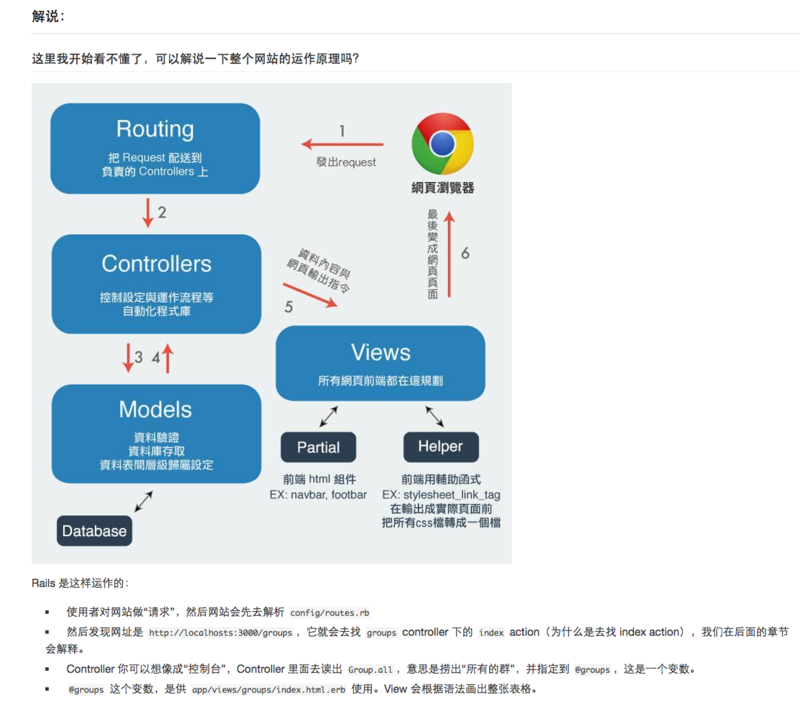 解说：
这里我开始看不懂了，可以解说一下整个网站的运作原理吗?
Routing
把 Request 配送到
負責的 Controllers 上
1
發出request
網頁瀏覽器
2
Controllers
控制設定與運作流程等
自動化程式庫
資料內容與
網頁輸出指令
5
最後變成網頁頁面
6
3 4
Views
所有網頁前端都在這規劃
Models
資料驗證
資料庫存取
資料表間層級歸屬設定
Partial
Helper
前端 html 組件
EX: navbar, footbar
前端用輔助函式
EX: stylesheet_link_tag
在輸出成實際頁面前
把所有css檔轉成一個檔
Database
Rails 是这样运作的：
使用者对网站做“请求”，然后网站会先去解析 config/routes.rb
然后发现网址是 http://localhosts:3000/groups ，它就会去找 groups controller 下的 index action（为什么是去找 index action），我们在后面的章节
会解释。
Controller 你可以想像成“控制台”，Controller 里面去读出 Group.all ，意思是捞出“所有的群”，并指定到 @groups ，这是一个变数。
@groups 这个变数，是供 app/views/groups/index.html.erb 使用。View 会根据语法画出整张表格。